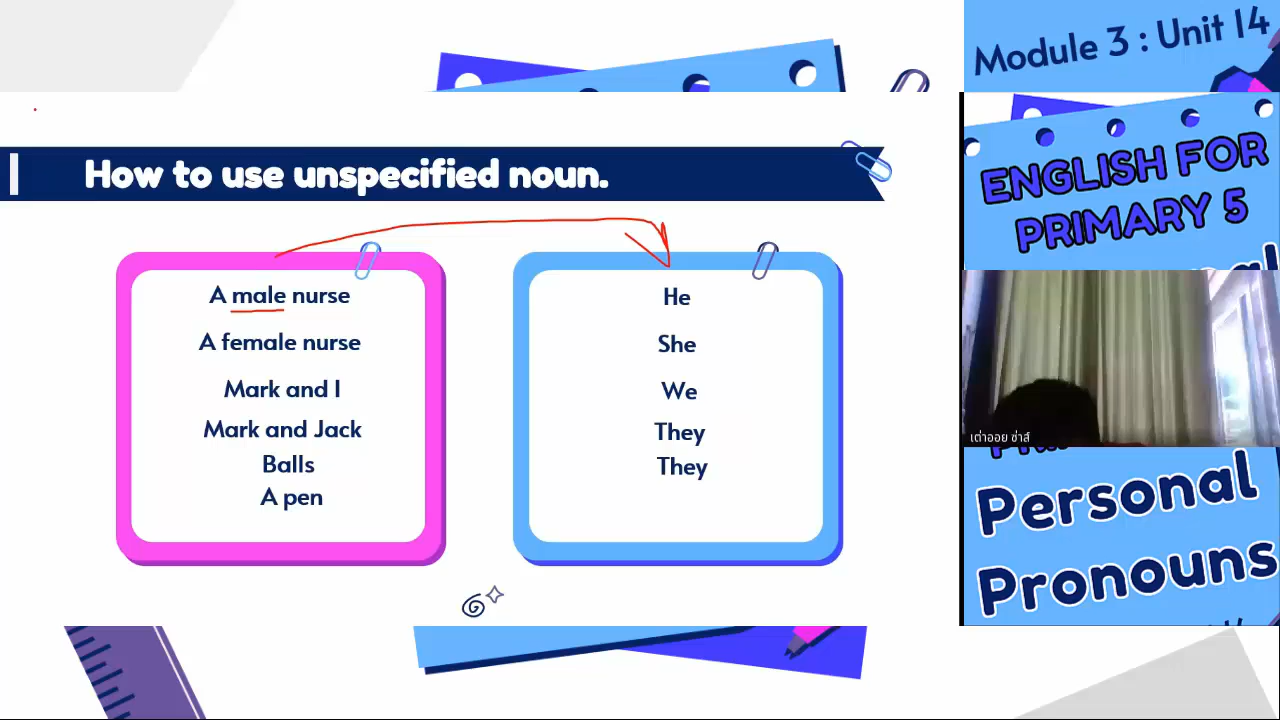 Module 3 : Unit 14
How to use unspecified noun.
ENGLISH FOR
PRIMARY 5
A male nurse
A female nurse
Mark and I
Mark and Jack
Balls
A pen
He
She
We
They
They
เต่าออย ซ่าส์
Personal
Pronouns